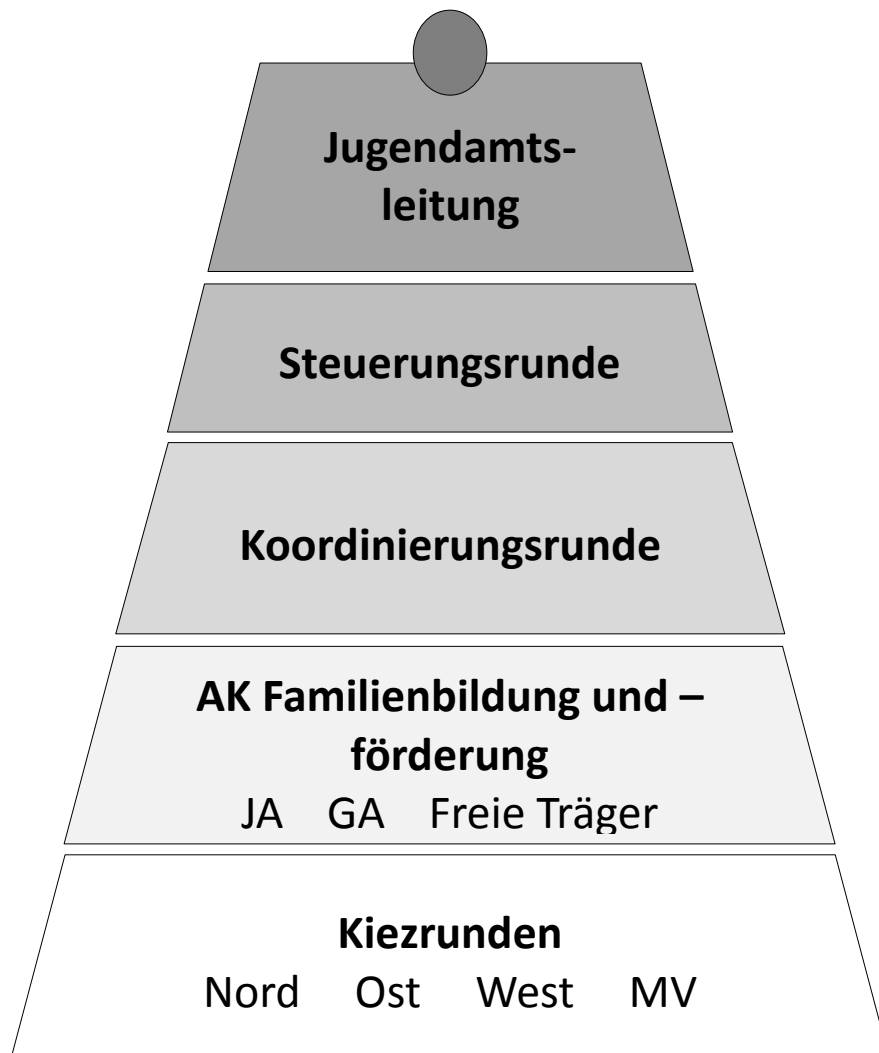 Jugendamts-
leitung
Steuerungsrunde
Koordinierungsrunde
AK Familienbildung und –
förderung
JA GA Freie Träger
Kiezrunden
Nord Ost West MV